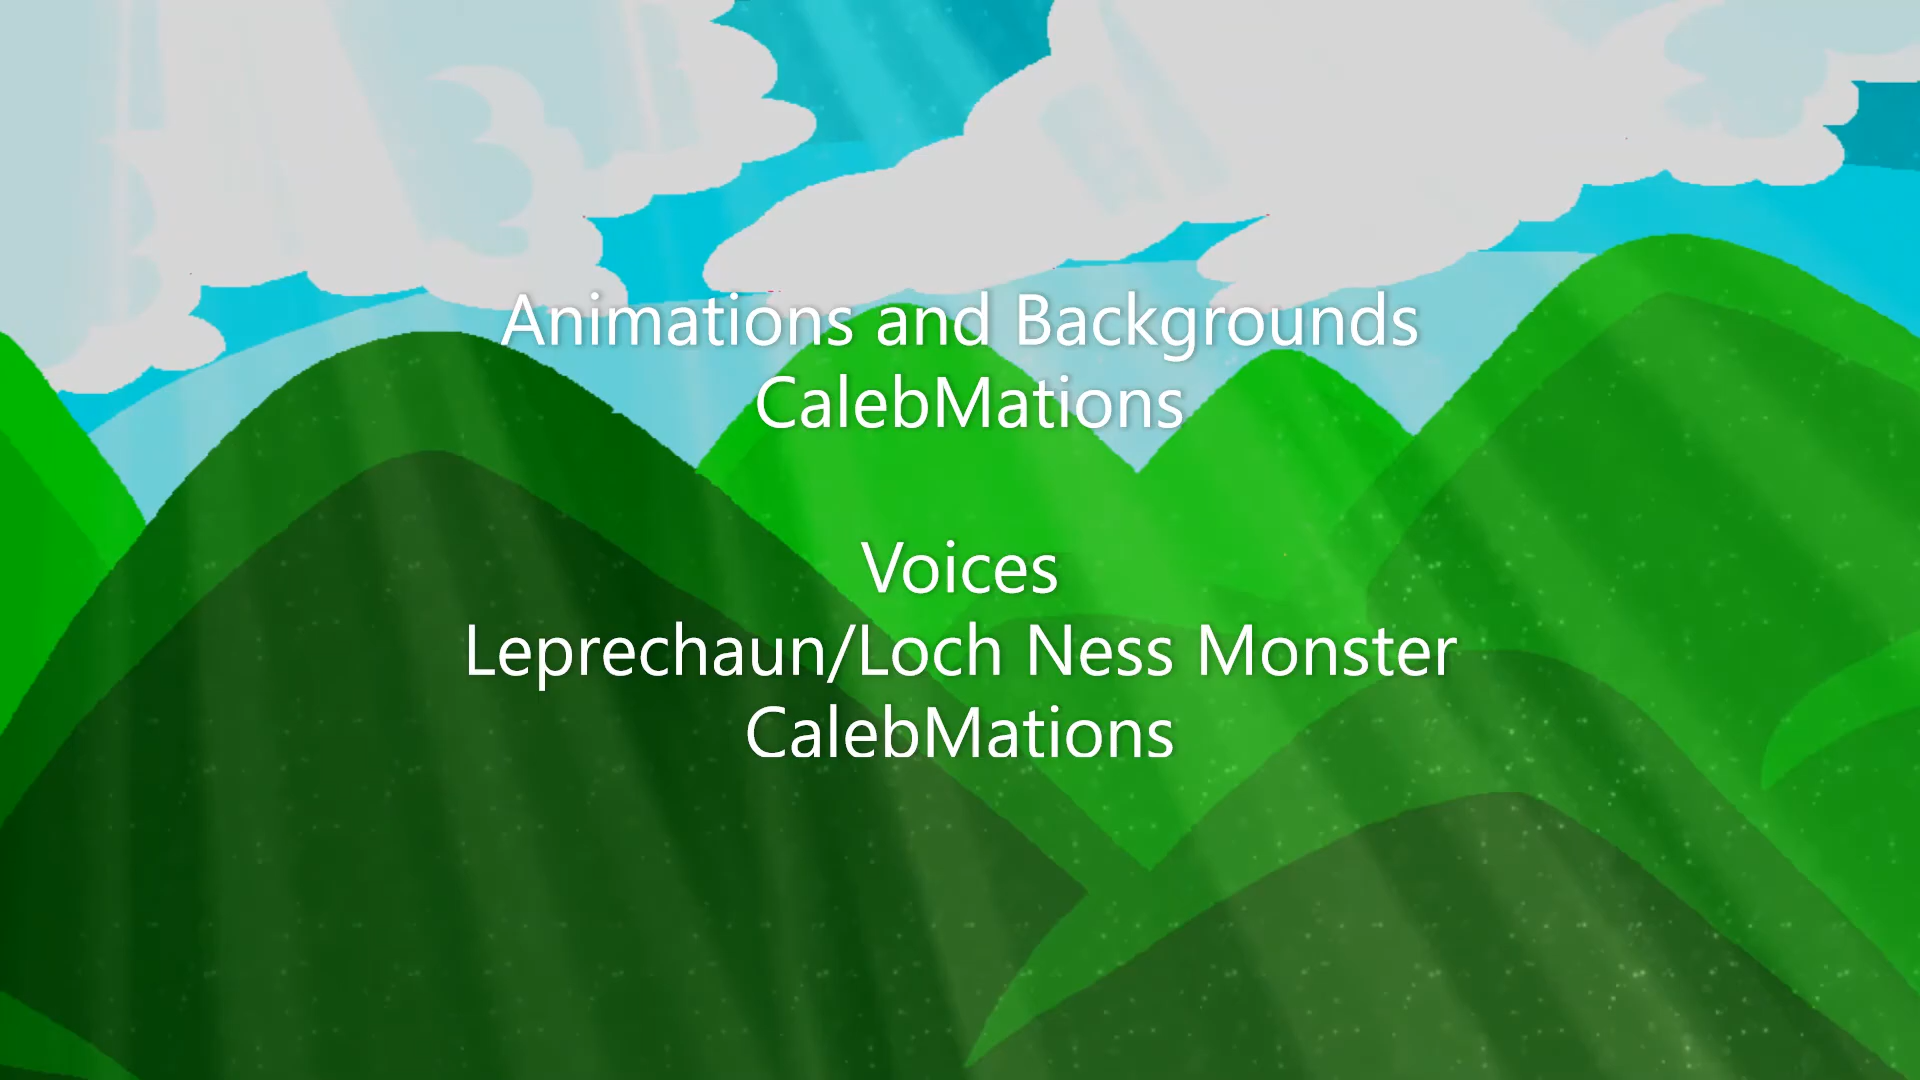 Animations and Backgrounds
CalebMations
Voices
Leprechaun/Loch Ness Monster
CalebMations